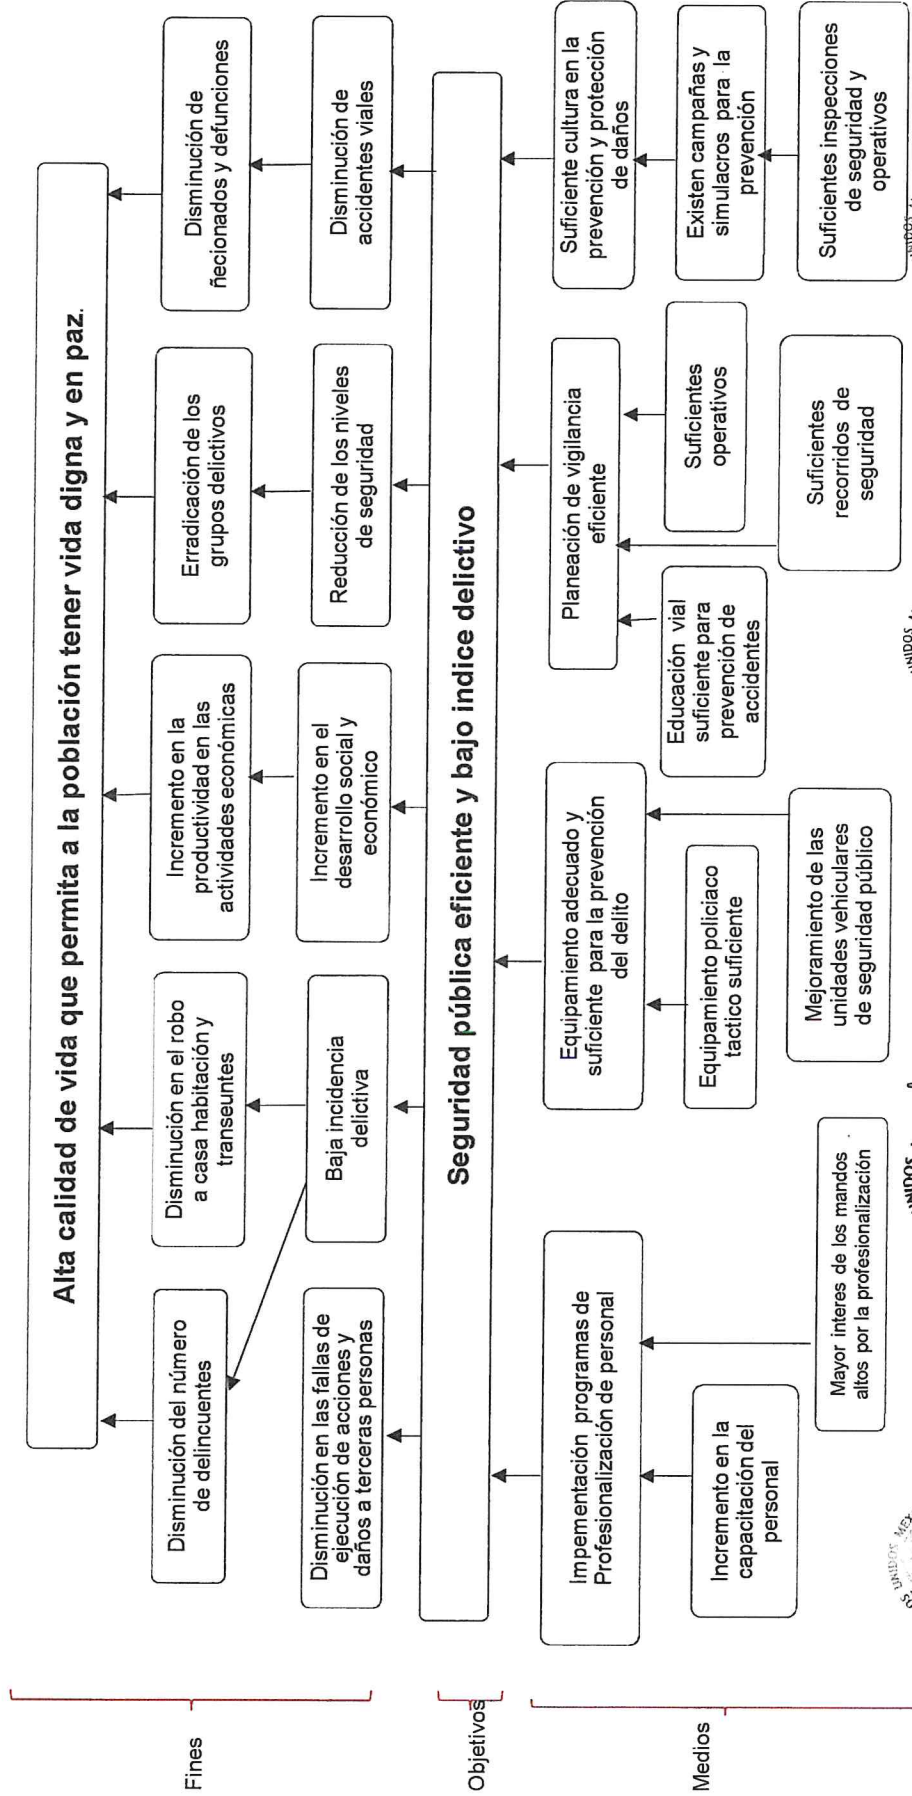 Alta calidad de vida que permita a la población tener vida digna y en paz.
Fines
Disminución del número
de delincuentes
Disminución en el robo
a casa habitación y
transeuntes
Incremento en la
productividad en las
actividades económicas
Erradicación de los
grupos delictivos
Disminución de
ñecionados y defunciones
Disminución en las fallas de
ejecución de acciones y
daños a terceras personas
Baja incidencia
delictiva
Incremento en el
desarrollo social y
económico
Reducción de los niveles
de seguridad
Disminución de
accidentes viales
Objetivos
Seguridad pública eficiente y bajo indice delictivo
Medios
Impementación programas de
Profesionalización de personal
Equipamiento adecuado y
suficiente para la prevención
del delito
Planeación de vigilancia
eficiente
Suficiente cultura en la
prevención y protección
de daños
Incremento en la
capacitación del
personal
Mayor interes de los mandos
altos por la profesionalización
Equipamiento policiaco
tactico suficiente
Mejoramiento de las
unidades vehiculares
de seguridad público
Educación vial
suficiente para
prevención de
accidentes
Suficientes
operativos
Suficientes
recorridos de
seguridad
Existen campañas y
simulacros para la
prevención
Suficientes inspecciones
de seguridad y
operativos
UNIDOS
UNIDOS
UNIDOS